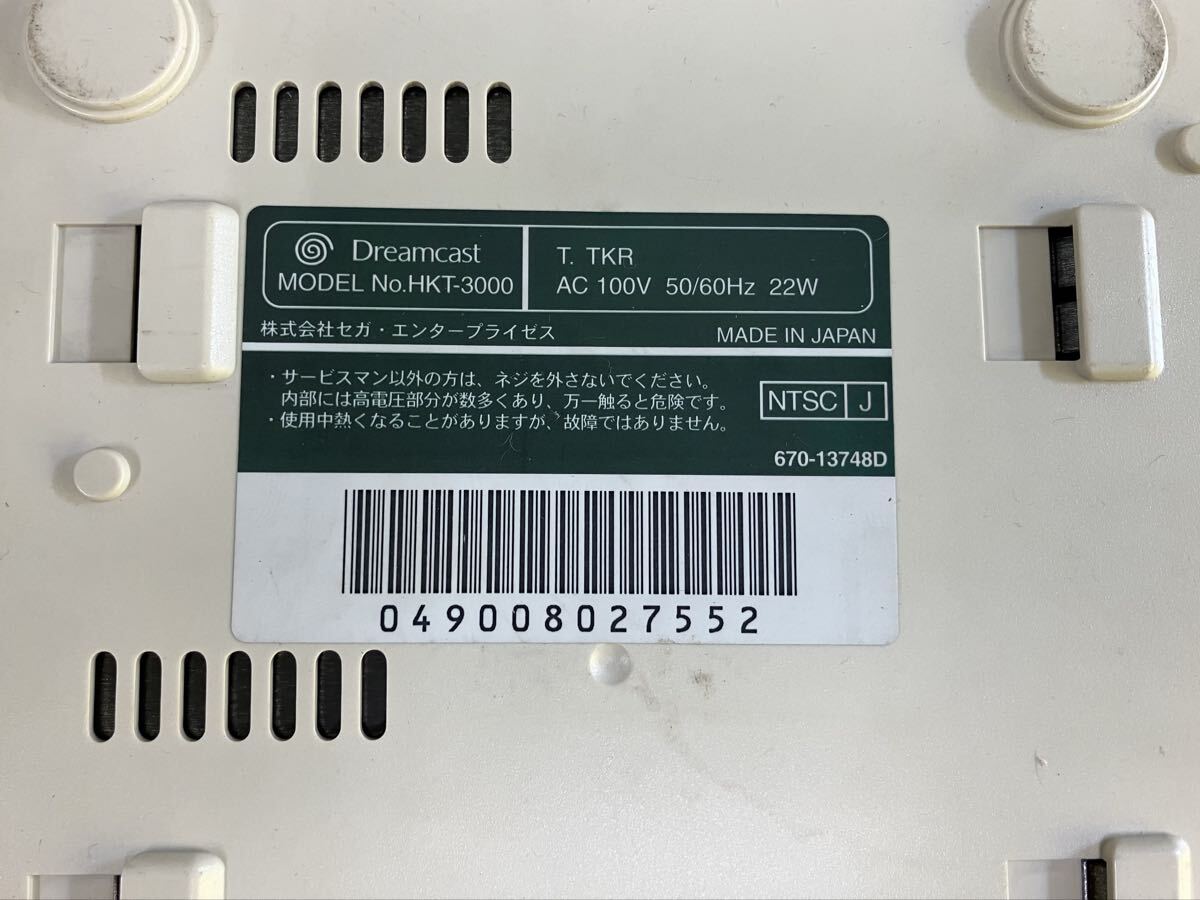 Dreamcast
MODEL No.HKT-3000
T. TKR
AC 100V 50/60Hz 22W
株式会社セガ・エンタープライゼス
MADE IN JAPAN
・サービスマン以外の方は、ネジを外さないでください。
内部には高電圧部分が数多くあり、万一触ると危険です。
・使用中熱くなることがありますが、故障ではありません。
NTSC J
670-13748D
049008027552